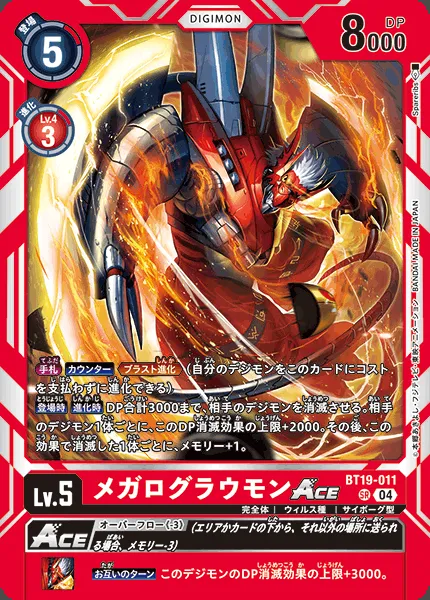 DIGIMON
登場
5
DP
8000
進化
Lv.4
3
Spareribs
©本郷あきよし・フジテレビ・東映アニメーション BANDAI MADE IN JAPAN
手札 カウンター ブラスト進化 (自分のデジモンをこのカードにコスト
を支払わずに進化できる)
登場時 進化時 DP合計3000まで、相手のデジモンを消滅させる。相手
のデジモン1体ごとに、このDP消滅効果の上限+2000。その後、この
効果で消滅した1体ごとに、メモリー+1。
BT19-011
Lv.5 メガログラウモンACE SR 04
完全体 ウィルス種 サイボーグ型
ACE オーバーフロー《-3》 (エリアかカードの下から、それ以外の場所に送られ
る場合、メモリー-3)
お互いのターン このデジモンのDP消滅効果の上限+3000。